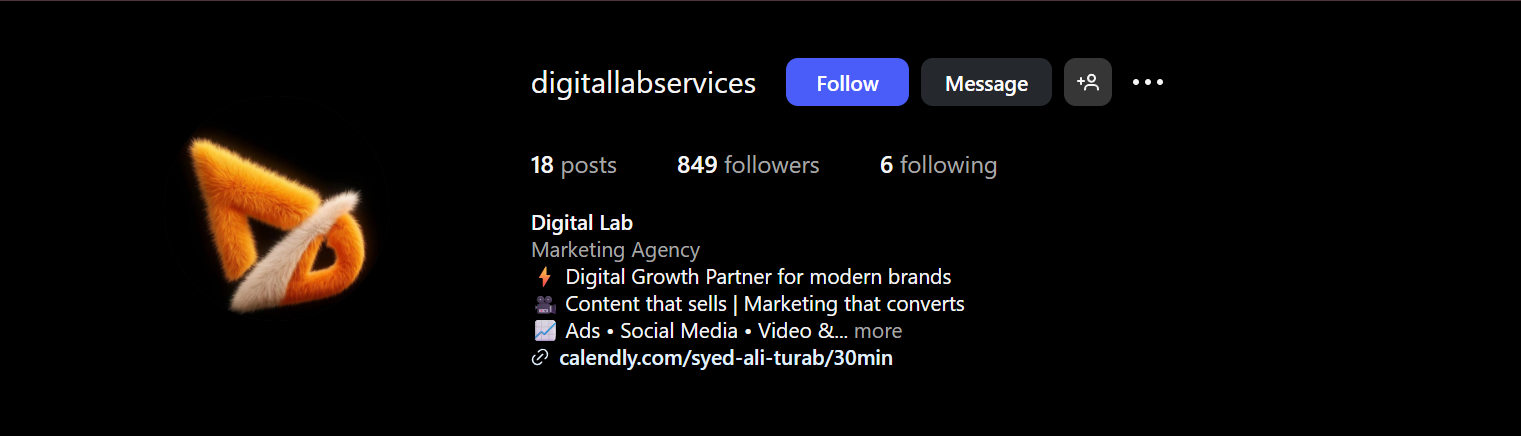 digitallabservices Follow Message
18 posts 849 followers 6 following
Digital Lab
Marketing Agency
⚡ Digital Growth Partner for modern brands
🎥 Content that sells | Marketing that converts
📈 Ads • Social Media • Video &... more
calendly.com/syed-ali-turab/30min